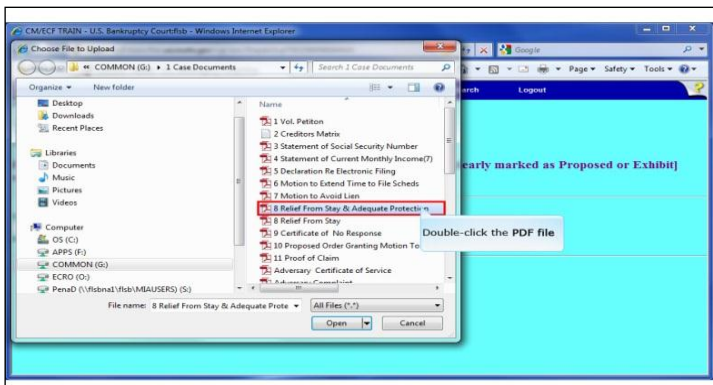 CM/ECF TRAIN - U.S. Bankruptcy Court:flsb - Windows Internet Explorer
Choose File to Upload
« COMMON (G:) ▸ 1 Case Documents
Search 1 Case Documents
Google
Organize
New folder
Page Safety Tools
arch
Logout
Desktop
Downloads
Recent Places
Libraries
Documents
Music
Pictures
Videos
Computer
OS (C:)
APPS (F:)
COMMON (G:)
ECRO (O:)
PenaD (\\flsbna1\flsb\MIAUSERS) (S:)
Name
1 Vol. Petiton
2 Creditors Matrix
3 Statement of Social Security Number
4 Statement of Current Monthly Income(7)
5 Declaration Re Electronic Filing
6 Motion to Extend Time to File Scheds
7 Motion to Avoid Lien
8 Relief From Stay & Adequate Protection
8 Relief From Stay
9 Certificate of No Response
10 Proposed Order Granting Motion To
11 Proof of Claim
Adversary Certificate of Service
Adversary Complaint
early marked as Proposed or Exhibit]
Double-click the PDF file
File name: 8 Relief From Stay & Adequate Prote
All Files (*.*)
Open
Cancel